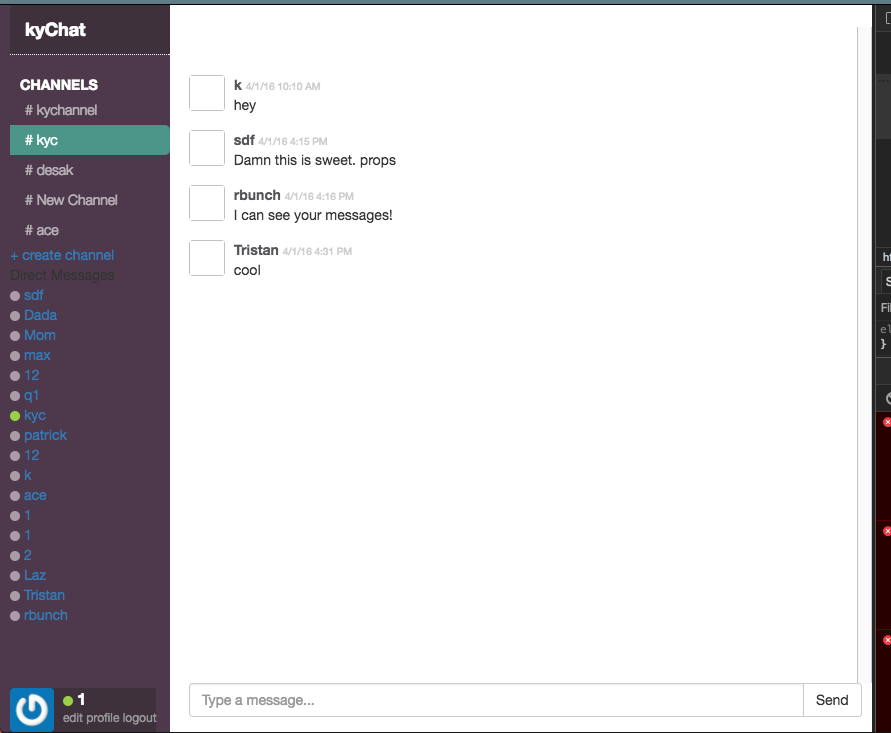 kyChat
CHANNELS
# kychannel
# kyc
# desak
# New Channel
# ace
+ create channel
Direct Messages
sdf
Dada
Mom
max
12
q1
kyc
patrick
12
k
ace
1
1
2
Laz
Tristan
rbunch
1
edit profile logout
k 4/1/16 10:10 AM
hey
sdf 4/1/16 4:15 PM
Damn this is sweet. props
rbunch 4/1/16 4:16 PM
I can see your messages!
Tristan 4/1/16 4:31 PM
cool
Type a message... Send
}